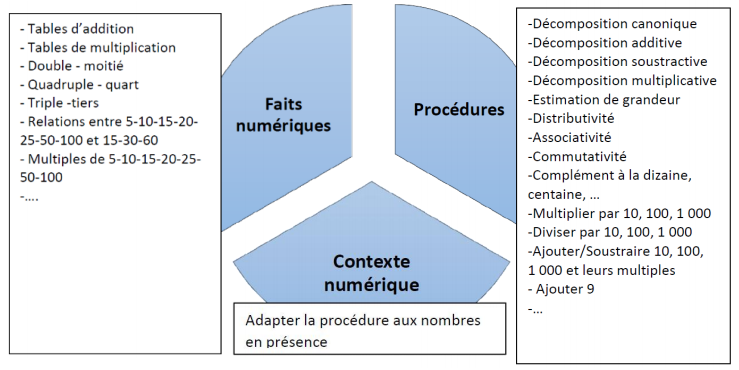 - Tables d'addition
- Tables de multiplication
- Double - moitié
- Quadruple - quart
- Triple -tiers
- Relations entre 5-10-15-20-
25-50-100 et 15-30-60
- Multiples de 5-10-15-20-25-
50-100
-....
Faits
numériques
Procédures
-Décomposition canonique
-Décomposition additive
-Décomposition soustractive
-Décomposition multiplicative
-Estimation de grandeur
-Distributivité
-Associativité
-Commutativité
-Complément à la dizaine,
centaine, ...
-Multiplier par 10, 100, 1 000
-Diviser par 10, 100, 1 000
-Ajouter/Soustraire 10, 100,
1 000 et leurs multiples
- Ajouter 9
-...
Contexte
numérique
Adapter la procédure aux nombres
en présence